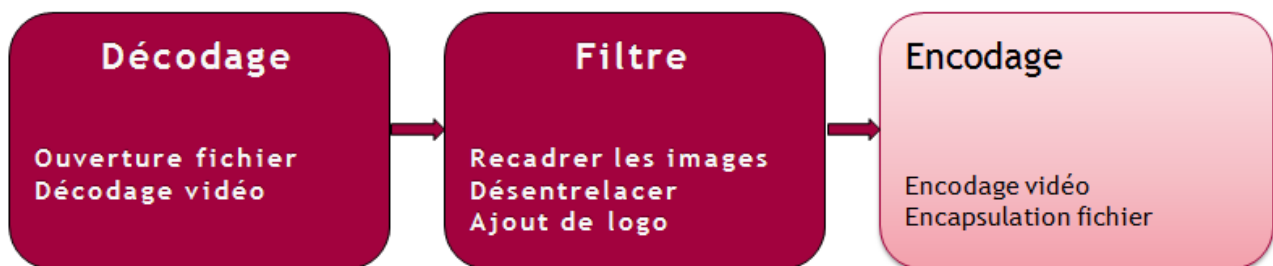 Décodage
Ouverture fichier
Décodage vidéo
Filtre
Recadrer les images
Désentrelacer
Ajout de logo
Encodage
Encodage vidéo
Encapsulation fichier